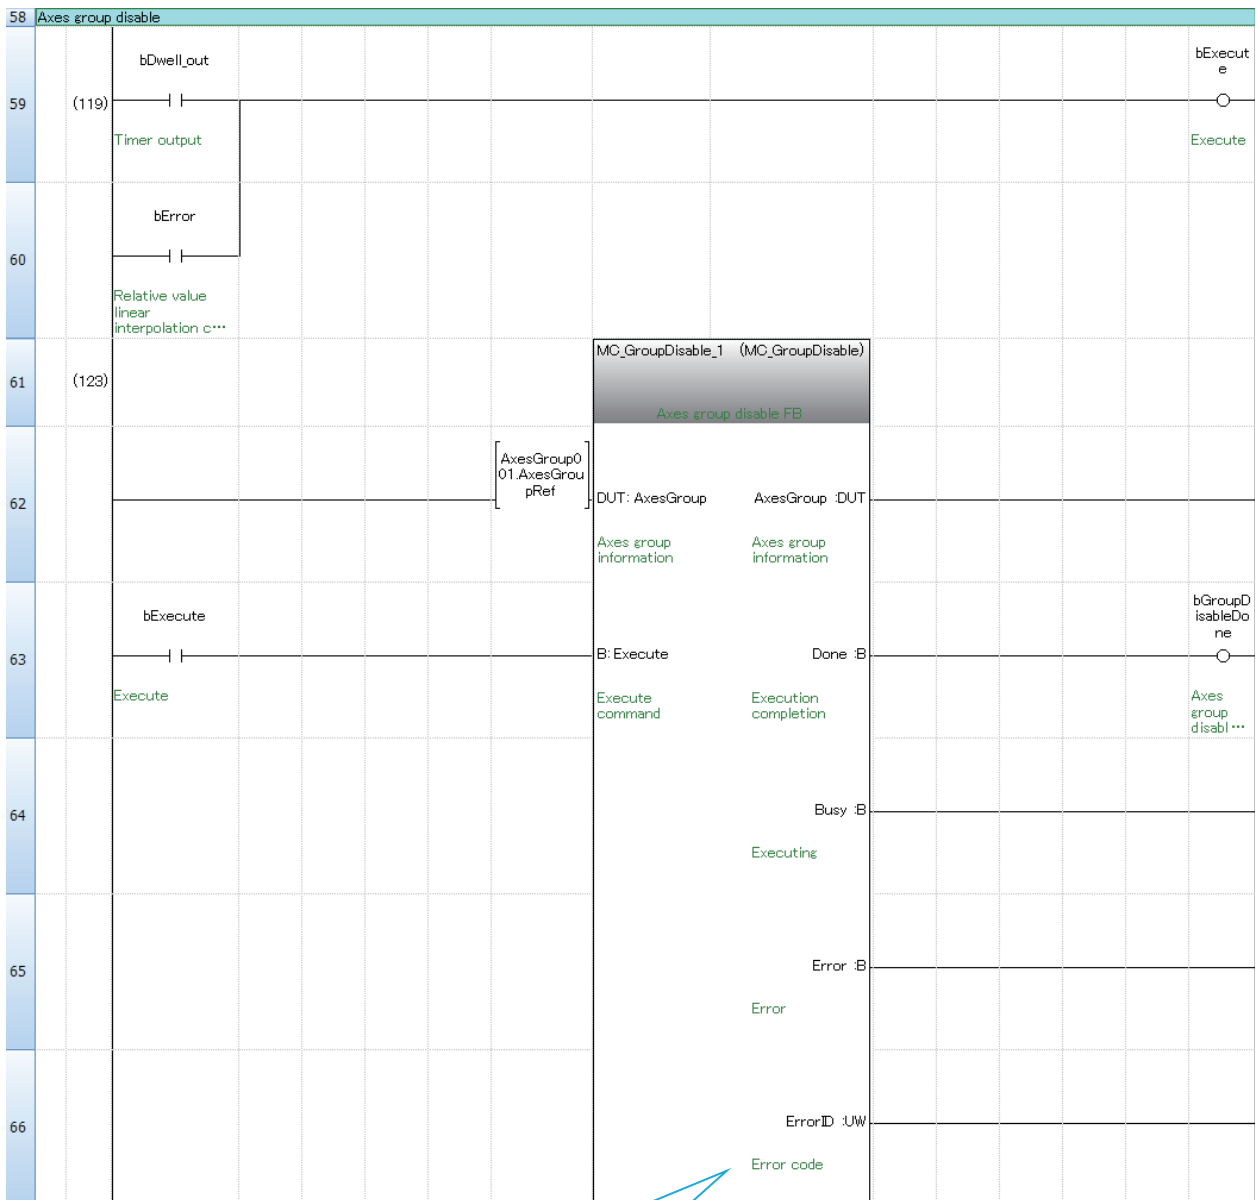 58 Axes group disable
bDwell_out
bExecut
e
59 (119)
Timer output
Execute
bError
60
Relative value
linear
interpolation c…
61 (123)
MC_GroupDisable_1 (MC_GroupDisable)
Axes group disable FB
AxesGroup0
01.AxesGrou
pRef
62
DUT: AxesGroup AxesGroup :DUT
Axes group
information
Axes group
information
bExecute
bGroupD
isableDo
ne
63
B: Execute Done :B
Execute
Execute
command
Execution
completion
Axes
group
disabl…
64
Busy :B
Executing
65
Error :B
Error
66
ErrorID :UW
Error code